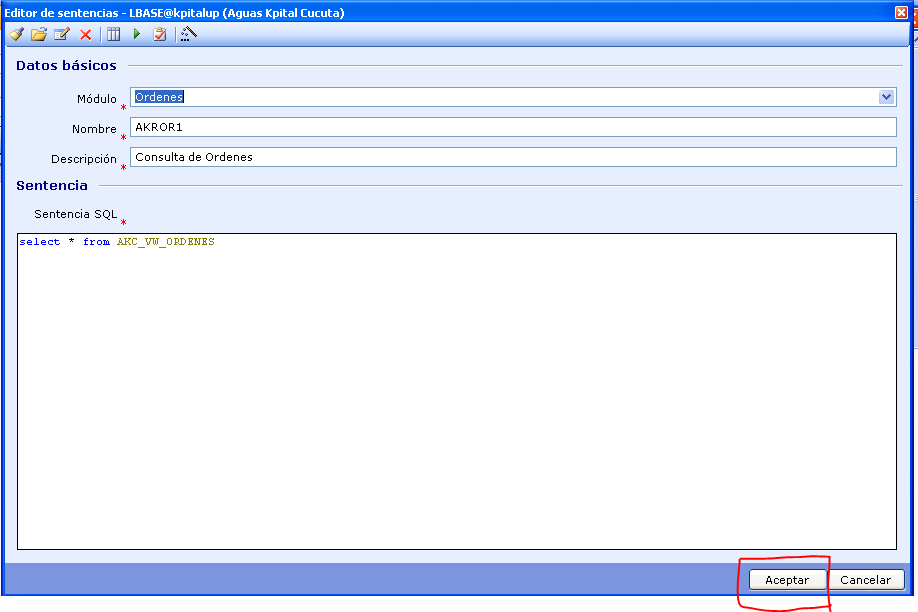 Editor de sentencias - LBASE@kpitalup (Aguas Kpital Cucuta)
Datos básicos
Módulo * Ordenes
Nombre * AKROR1
Descripción * Consulta de Ordenes
Sentencia
Sentencia SQL *
select * from AKC_VW_ORDENES
Aceptar Cancelar